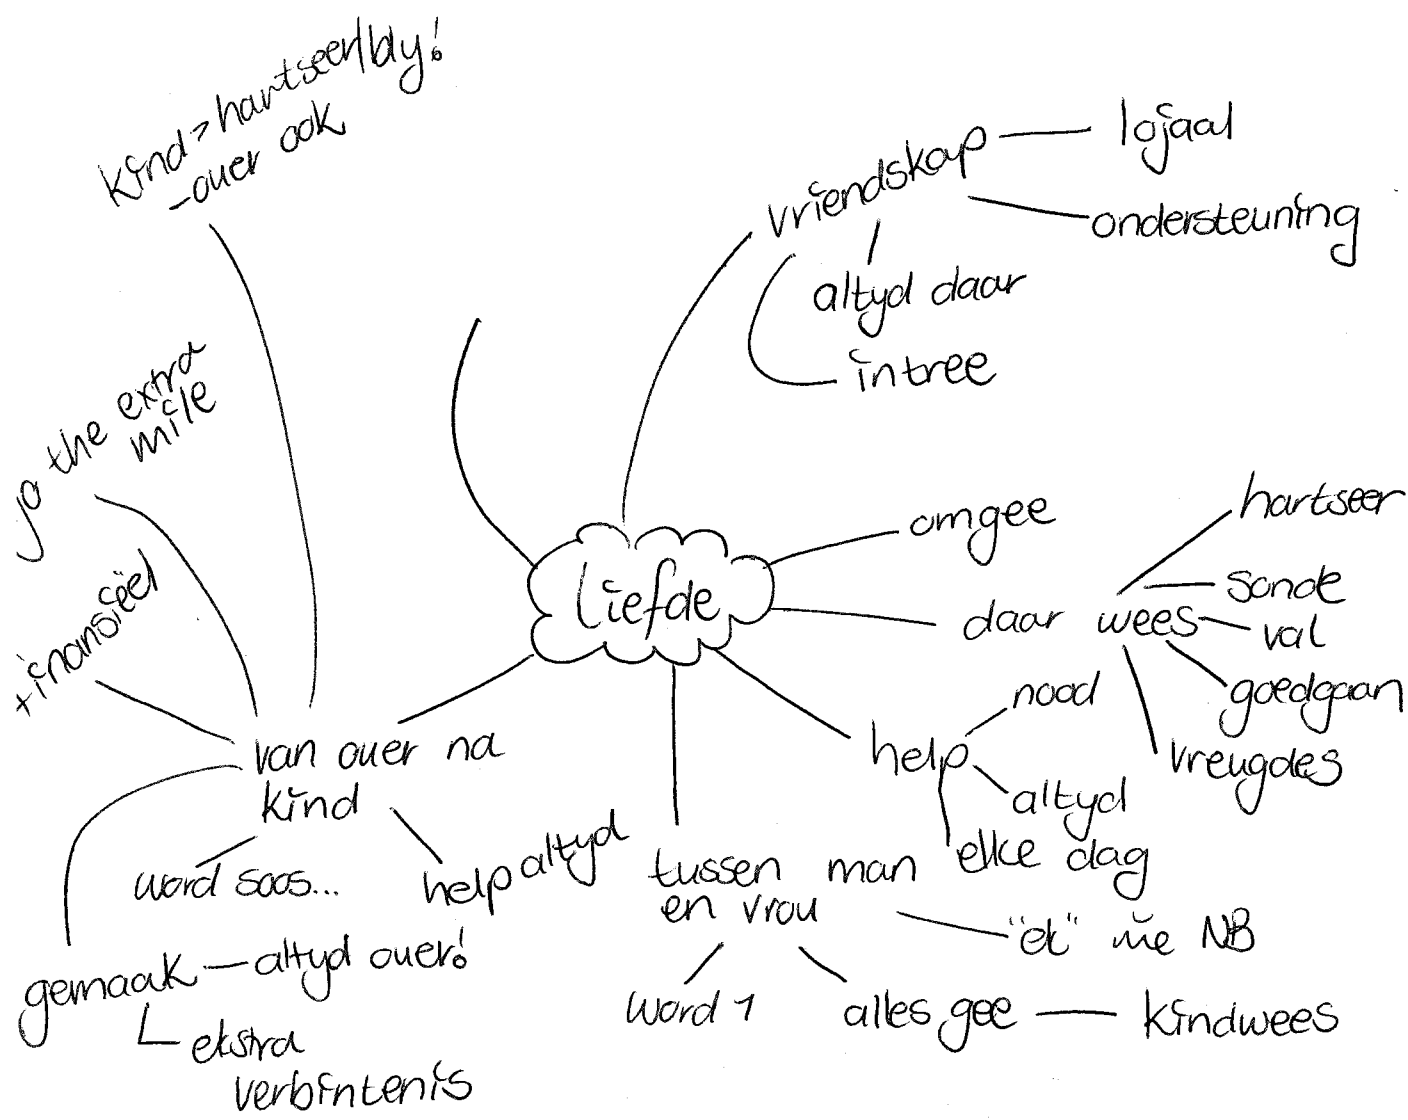 kind > hartseer/bly!
- ouer ook
vriendskap
lojaal
ondersteuning
altyd daar
intree
go the extra
mile
+ finansiëel
liefde
omgee
daar wees
hartseer
sonde
val
goedgaan
vreugdes
help
nood
altyd
elke dag
van ouer na
kind
word soos...
help altyd
gemaak
altyd ouer!
ekstra
verbintenis
tussen man
en vrou
"ek" nie NB
word 1
alles gee
kindwees